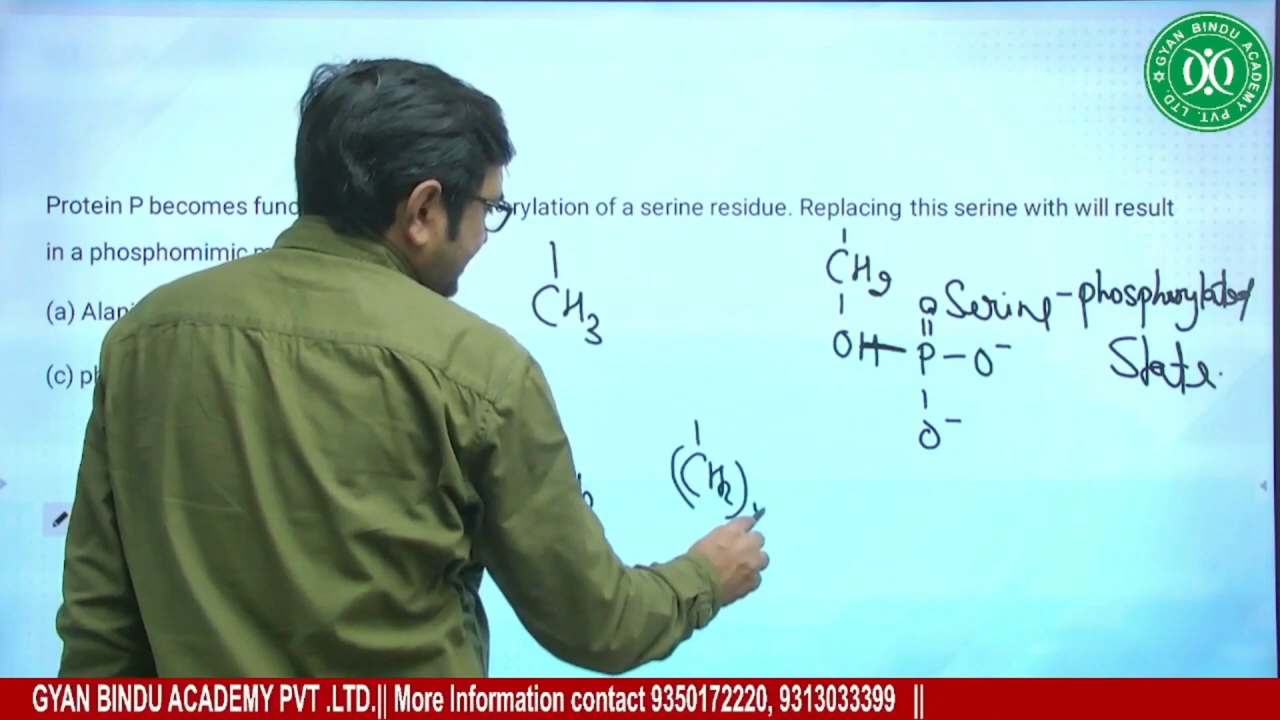 GYAN BINDU ACADEMY PVT. LTD.
Protein P becomes func rylation of a serine residue. Replacing this serine with will result
in a phosphomimic
(a) Alan
(c) ph
CH3
CH2
OH P - O-
O
O-
Serine-phosphorylated
State.
(CH2)
GYAN BINDU ACADEMY PVT .LTD.|| More Information contact 9350172220, 9313033399 ||